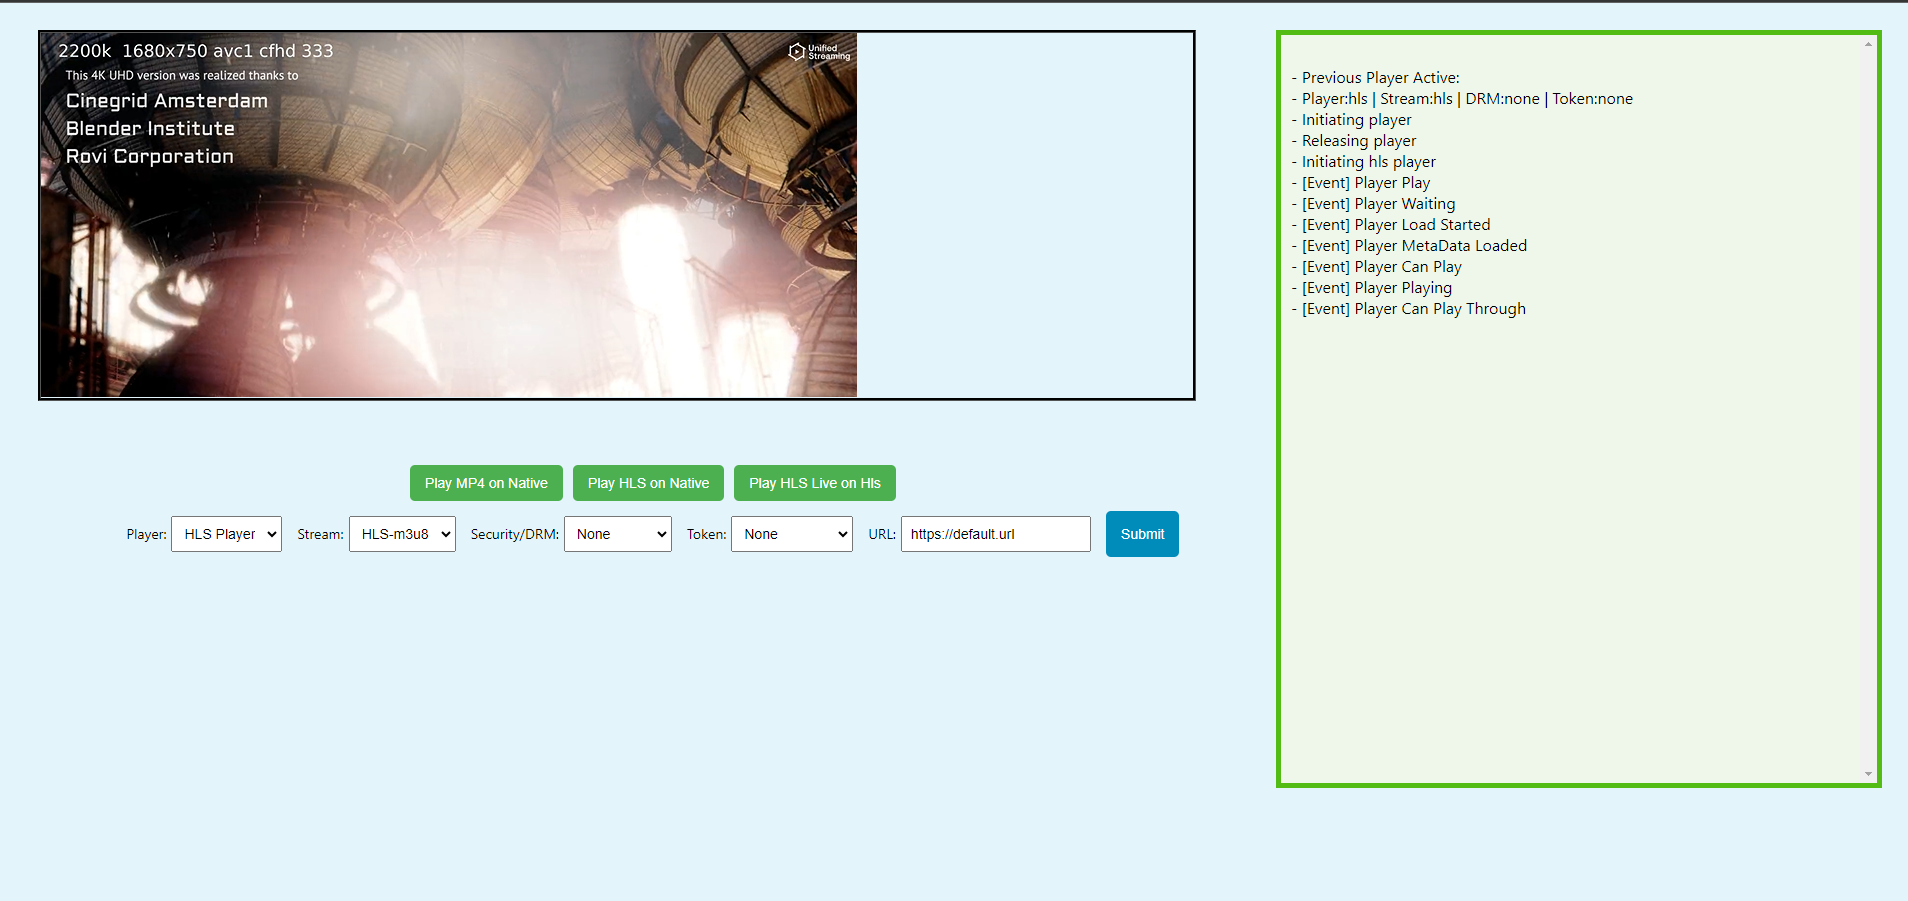 2200k 1680x750 avc1 cfhd 333
This 4K UHD version was realized thanks to
Cinegrid Amsterdam
Blender Institute
Rovi Corporation
Unified
Streaming
Play MP4 on Native
Play HLS on Native
Play HLS Live on Hls
Player: HLS Player Stream: HLS-m3u8 Security/DRM: None Token: None URL: https://default.url Submit
- Previous Player Active:
- Player:hls | Stream:hls | DRM:none | Token:none
- Initiating player
- Releasing player
- Initiating hls player
- [Event] Player Play
- [Event] Player Waiting
- [Event] Player Load Started
- [Event] Player MetaData Loaded
- [Event] Player Can Play
- [Event] Player Playing
- [Event] Player Can Play Through